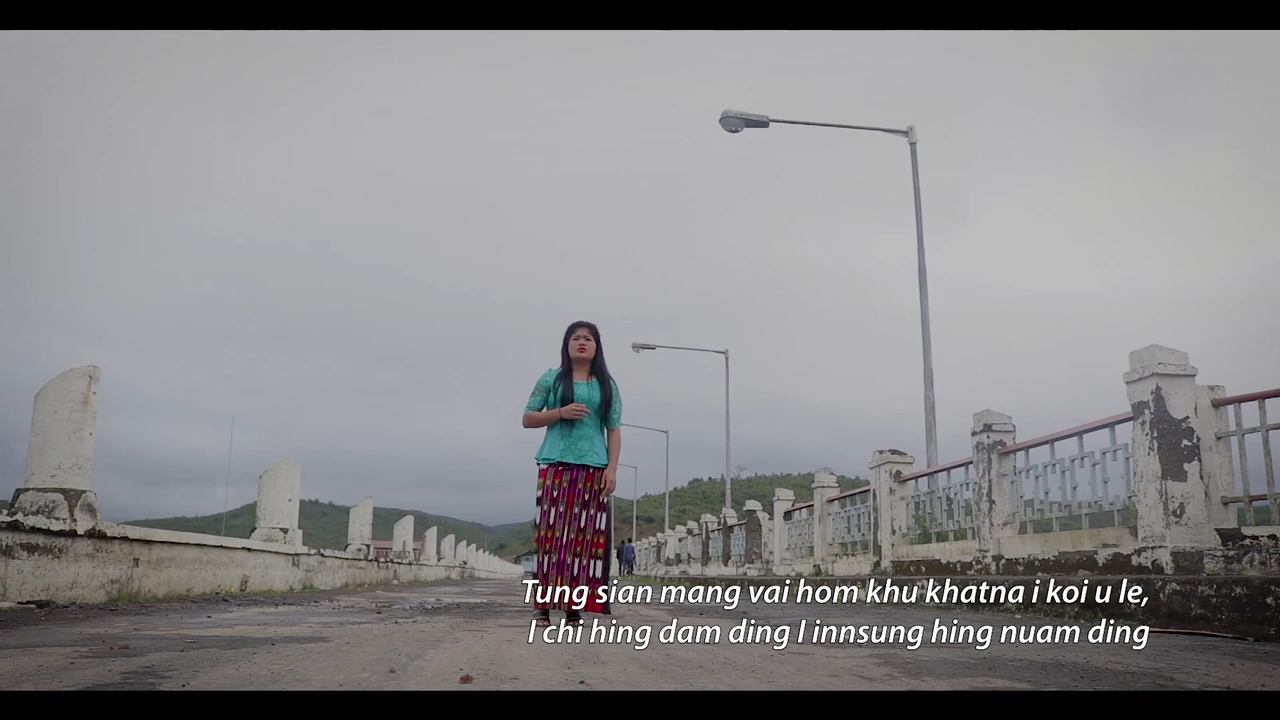 Tung sian mang vai hom khu khatna i koi u le,
I chi hing dam ding I innsung hing nuam ding